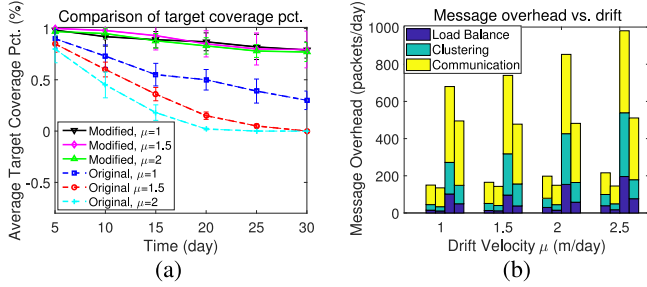 Comparison of target coverage pct.
Average Target Coverage Pct. (%)
1
0.5
0
-0.5
Modified, μ=1
Modified, μ=1.5
Modified, μ=2
Original, μ=1
Original μ=1.5
Original, μ=2
5 10 15 20 25 30
Time (day)
(a)
Message overhead vs. drift
Message Overhead (packets/day)
1000
800
600
400
200
0
Load Balance
Clustering
Communication
1 1.5 2 2.5
Drift Velocity μ (m/day)
(b)